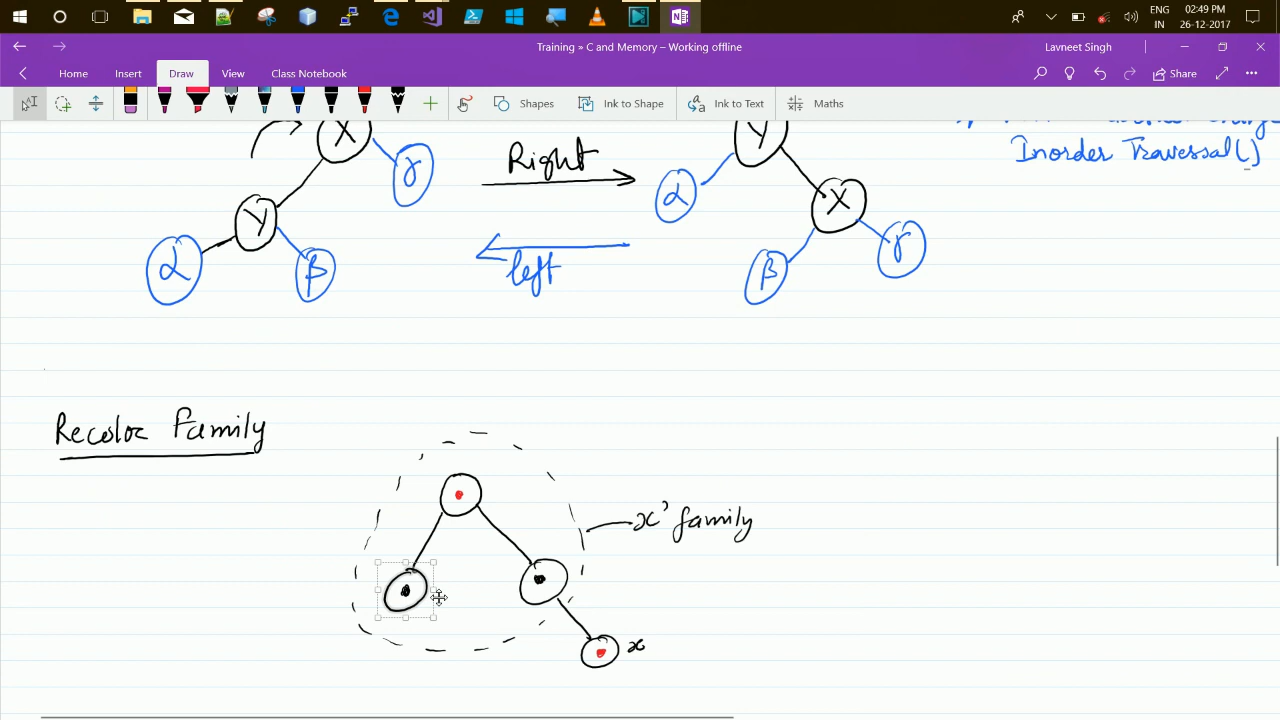 ENG
IN
02:49 PM
26-12-2017
Training » C and Memory – Working offline
Lavneet Singh
Home Insert Draw View Class Notebook Share
Shapes Ink to Shape Ink to Text Maths
X
Y
Inorder Traversal()
γ
Right
α
X
Y
γ
α
β
left
β
Recolor Family
x' family
x